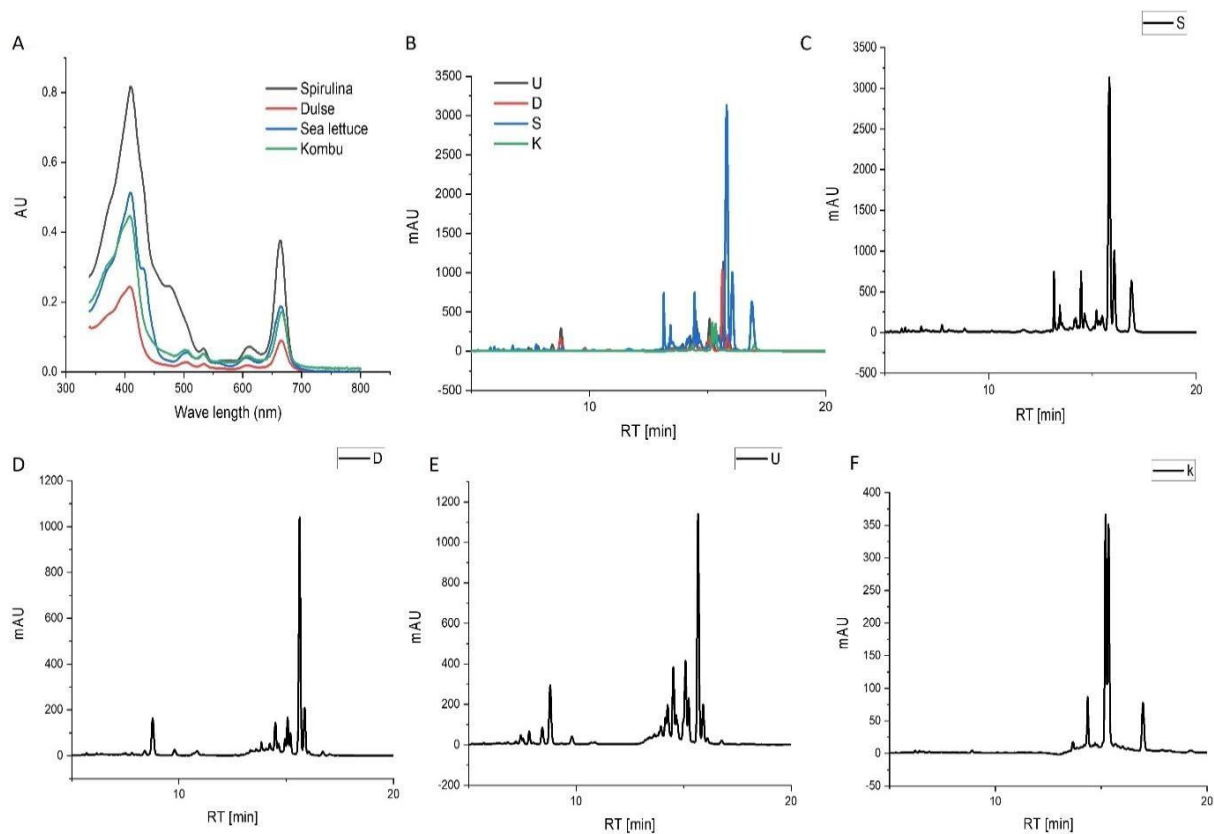 A
AU
0.8
0.6
0.4
0.2
0.0
Spirulina
Dulse
Sea lettuce
Kombu
300 400 500 600 700 800
Wave length (nm)
B
mAU
3500
3000
2500
2000
1500
1000
500
0
-500
U
D
S
K
10 20
RT [min]
C
S
mAU
3500
3000
2500
2000
1500
1000
500
0
-500
10 20
RT [min]
D
D
mAU
1200
1000
800
600
400
200
0
10 20
RT [min]
E
U
mAU
1200
1000
800
600
400
200
0
-200
10 20
RT [min]
F
k
mAU
400
350
300
250
200
150
100
50
0
-50
10 20
RT [min]